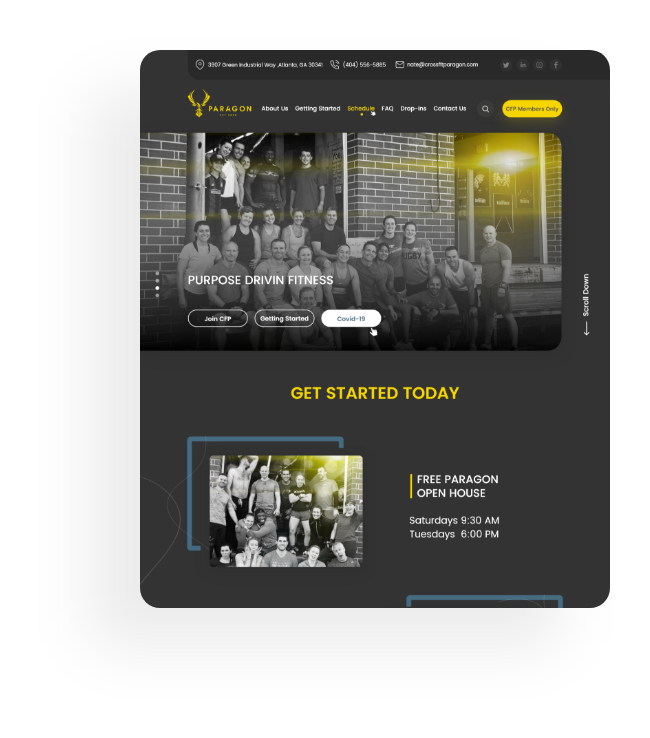 3907 Green Industrial Way ,Atlanta, GA 30341
(404) 556-5885
nate@crossfitparagon.com
PARAGON
About Us
Getting Started
Schedule
FAQ
Drop-Ins
Contact Us
CFP Members Only
PURPOSE DRIVIN FITNESS
Join CFP
Getting Started
Covid-19
Scroll Down
GET STARTED TODAY
FREE PARAGON
OPEN HOUSE
Saturdays 9:30 AM
Tuesdays 6:00 PM